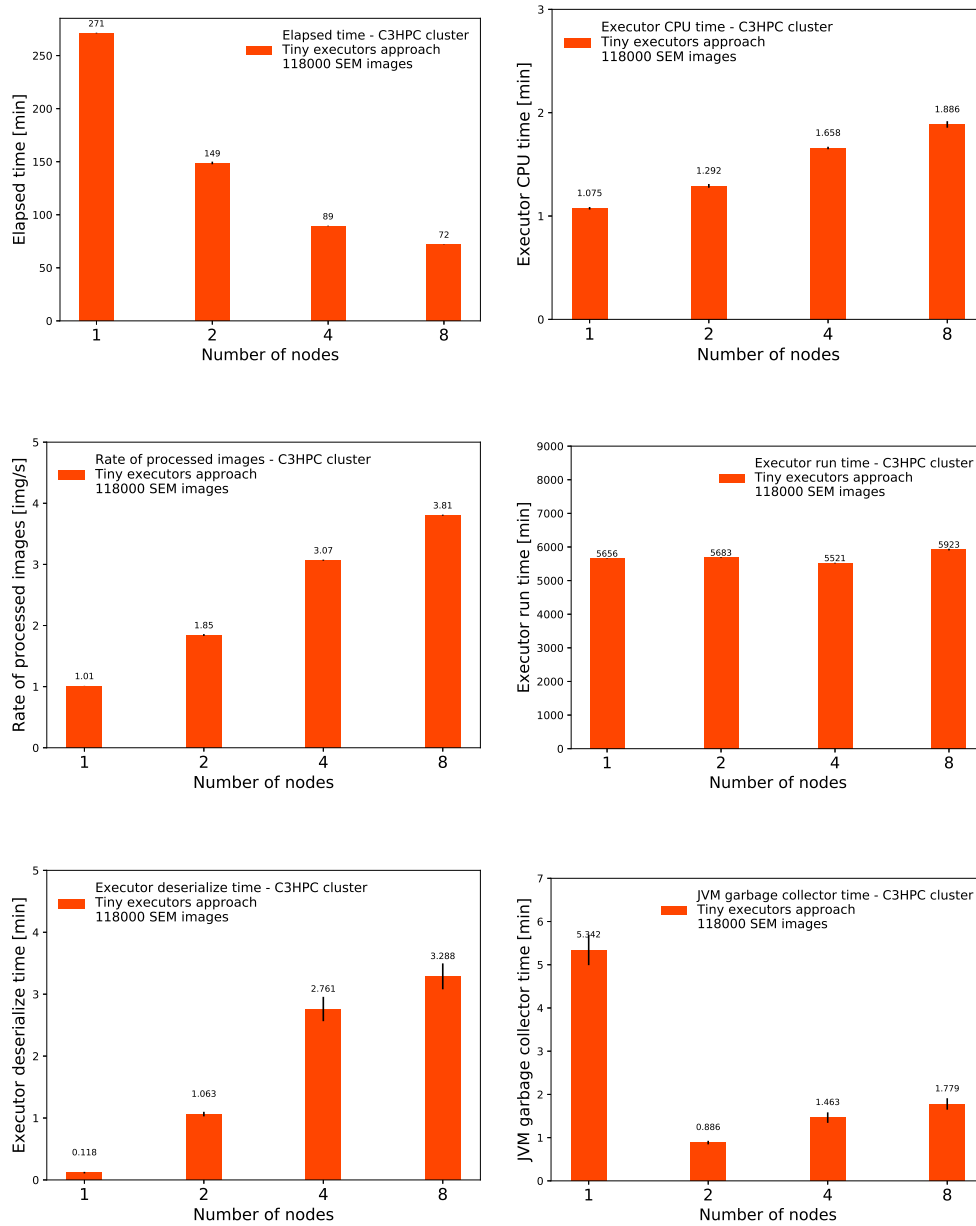 Elapsed time - C3HPC cluster
Tiny executors approach
118000 SEM images
Elapsed time [min]
250
200
150
100
50
0
271
149
89
72
1 2 4 8
Number of nodes
Executor CPU time - C3HPC cluster
Tiny executors approach
118000 SEM images
Executor CPU time [min]
3
2
1
0
1.075
1.292
1.658
1.886
1 2 4 8
Number of nodes
Rate of processed images - C3HPC cluster
Tiny executors approach
118000 SEM images
Rate of processed images [img/s]
5
4
3
2
1
0
1.01
1.85
3.07
3.81
1 2 4 8
Number of nodes
Executor run time - C3HPC cluster
Tiny executors approach
118000 SEM images
Executor run time [min]
9000
8000
7000
6000
5000
4000
3000
2000
1000
0
5656
5683
5521
5923
1 2 4 8
Number of nodes
Executor deserialize time - C3HPC cluster
Tiny executors approach
118000 SEM images
Executor deserialize time [min]
5
4
3
2
1
0
0.118
1.063
2.761
3.288
1 2 4 8
Number of nodes
JVM garbage collector time - C3HPC cluster
Tiny executors approach
118000 SEM images
JVM garbage collector time [min]
7
6
5
4
3
2
1
0
5.342
0.886
1.463
1.779
1 2 4 8
Number of nodes